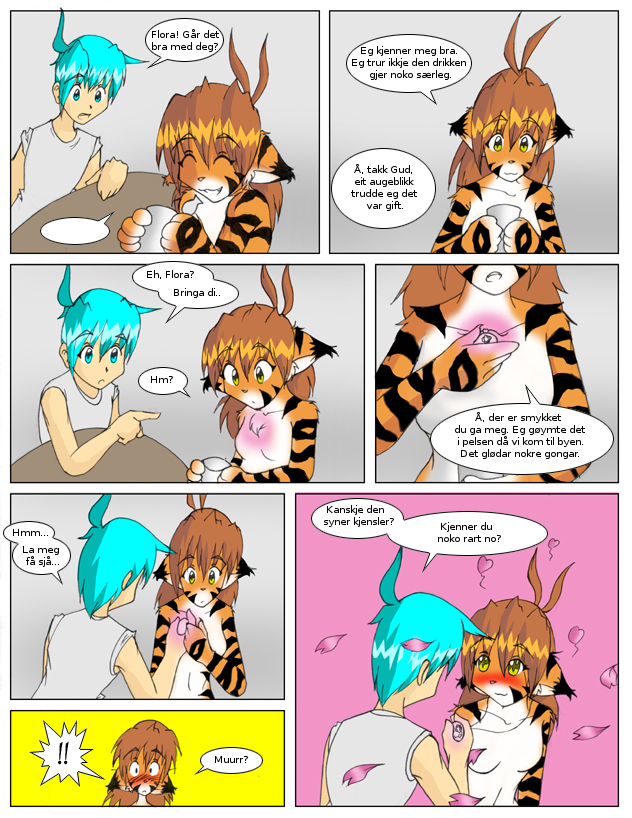 Flora! Går det
bra med deg?
Eg kjenner meg bra.
Eg trur ikkje den drikken
gjer noko særleg.
Å, takk Gud,
eit augeblikk
trudde eg det
var gift.
Eh, Flora?
Bringa di..
Hm?
Å, der er smykket
du ga meg. Eg gøymte det
i pelsen då vi kom til byen.
Det glødar nokre gongar.
Hmm...
La meg
få sjå...
Kanskje den
syner kjensler?
Kjenner du
noko rart no?
!!
Muurr?